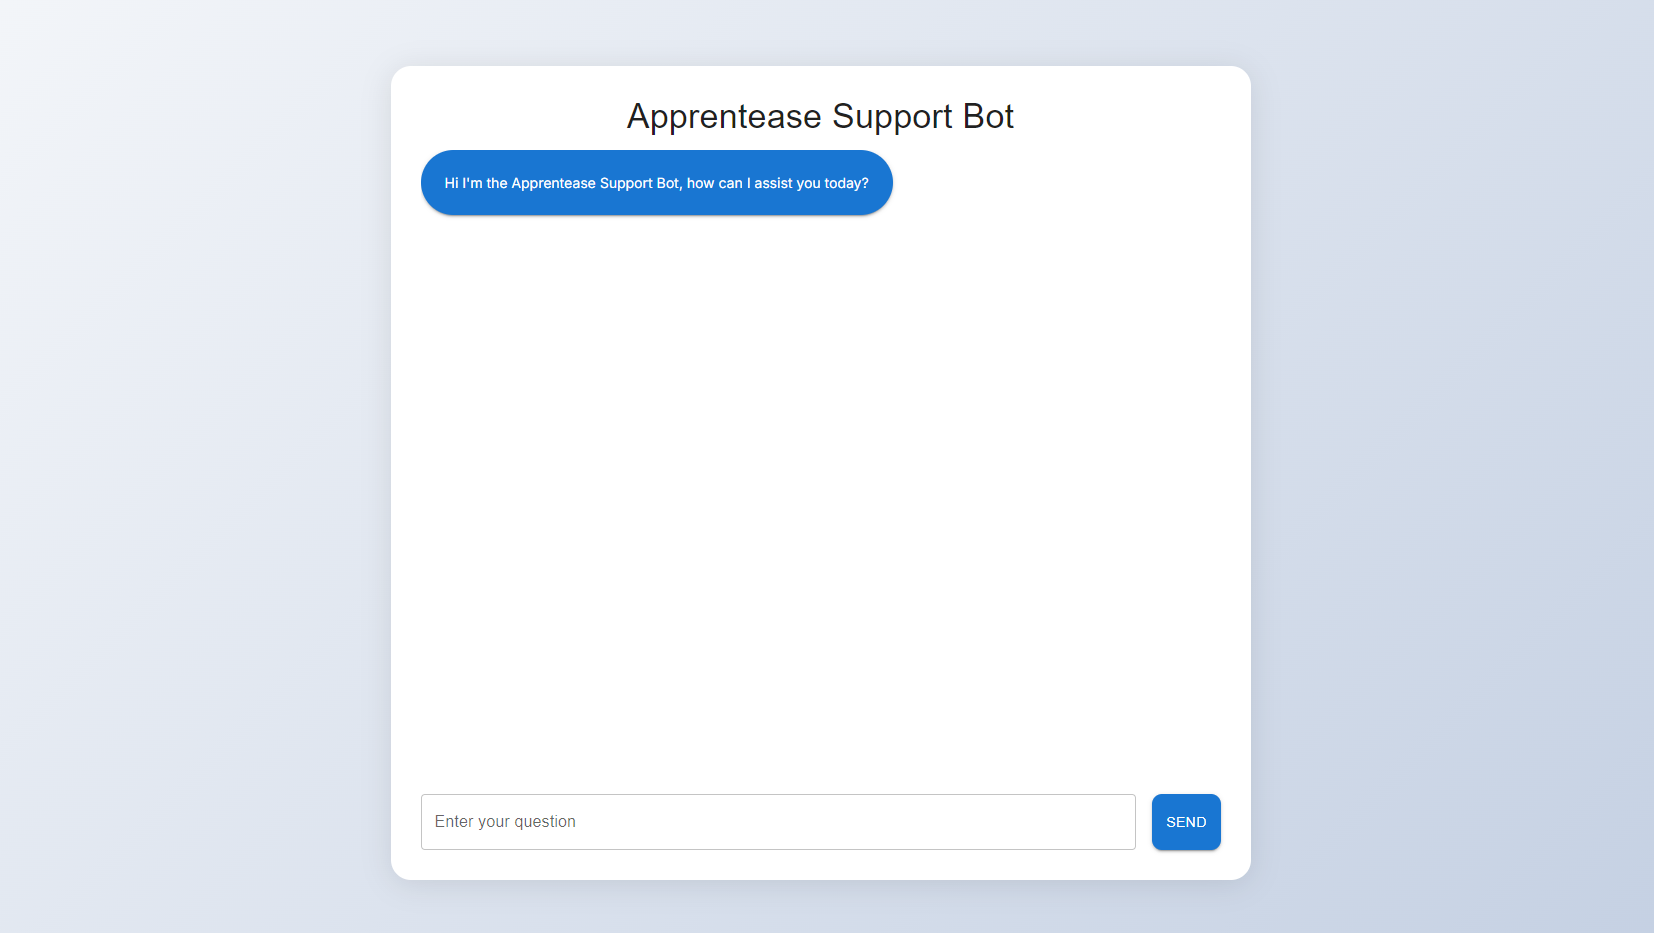 Apprentease Support Bot
Hi I'm the Apprentease Support Bot, how can I assist you today?
Enter your question
SEND